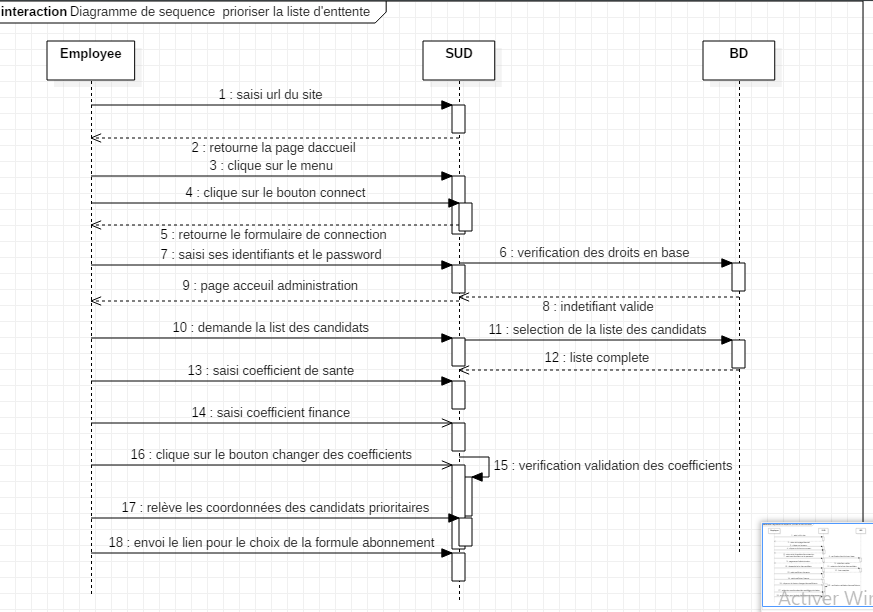 interaction Diagramme de sequence prioriser la liste d'enttente
Employee
SUD
BD
1 : saisi url du site
2 : retourne la page daccueil
3 : clique sur le menu
4 : clique sur le bouton connect
5 : retourne le formulaire de connection
6 : verification des droits en base
7 : saisi ses identifiants et le password
9 : page acceuil administration
8 : indetifiant valide
10 : demande la list des candidats
11 : selection de la liste des candidats
12 : liste complete
13 : saisi coefficient de sante
14 : saisi coefficient finance
16 : clique sur le bouton changer des coefficients
15 : verification validation des coefficients
17 : relève les coordonnées des candidats prioritaires
18 : envoi le lien pour le choix de la formule abonnement
Activer Win